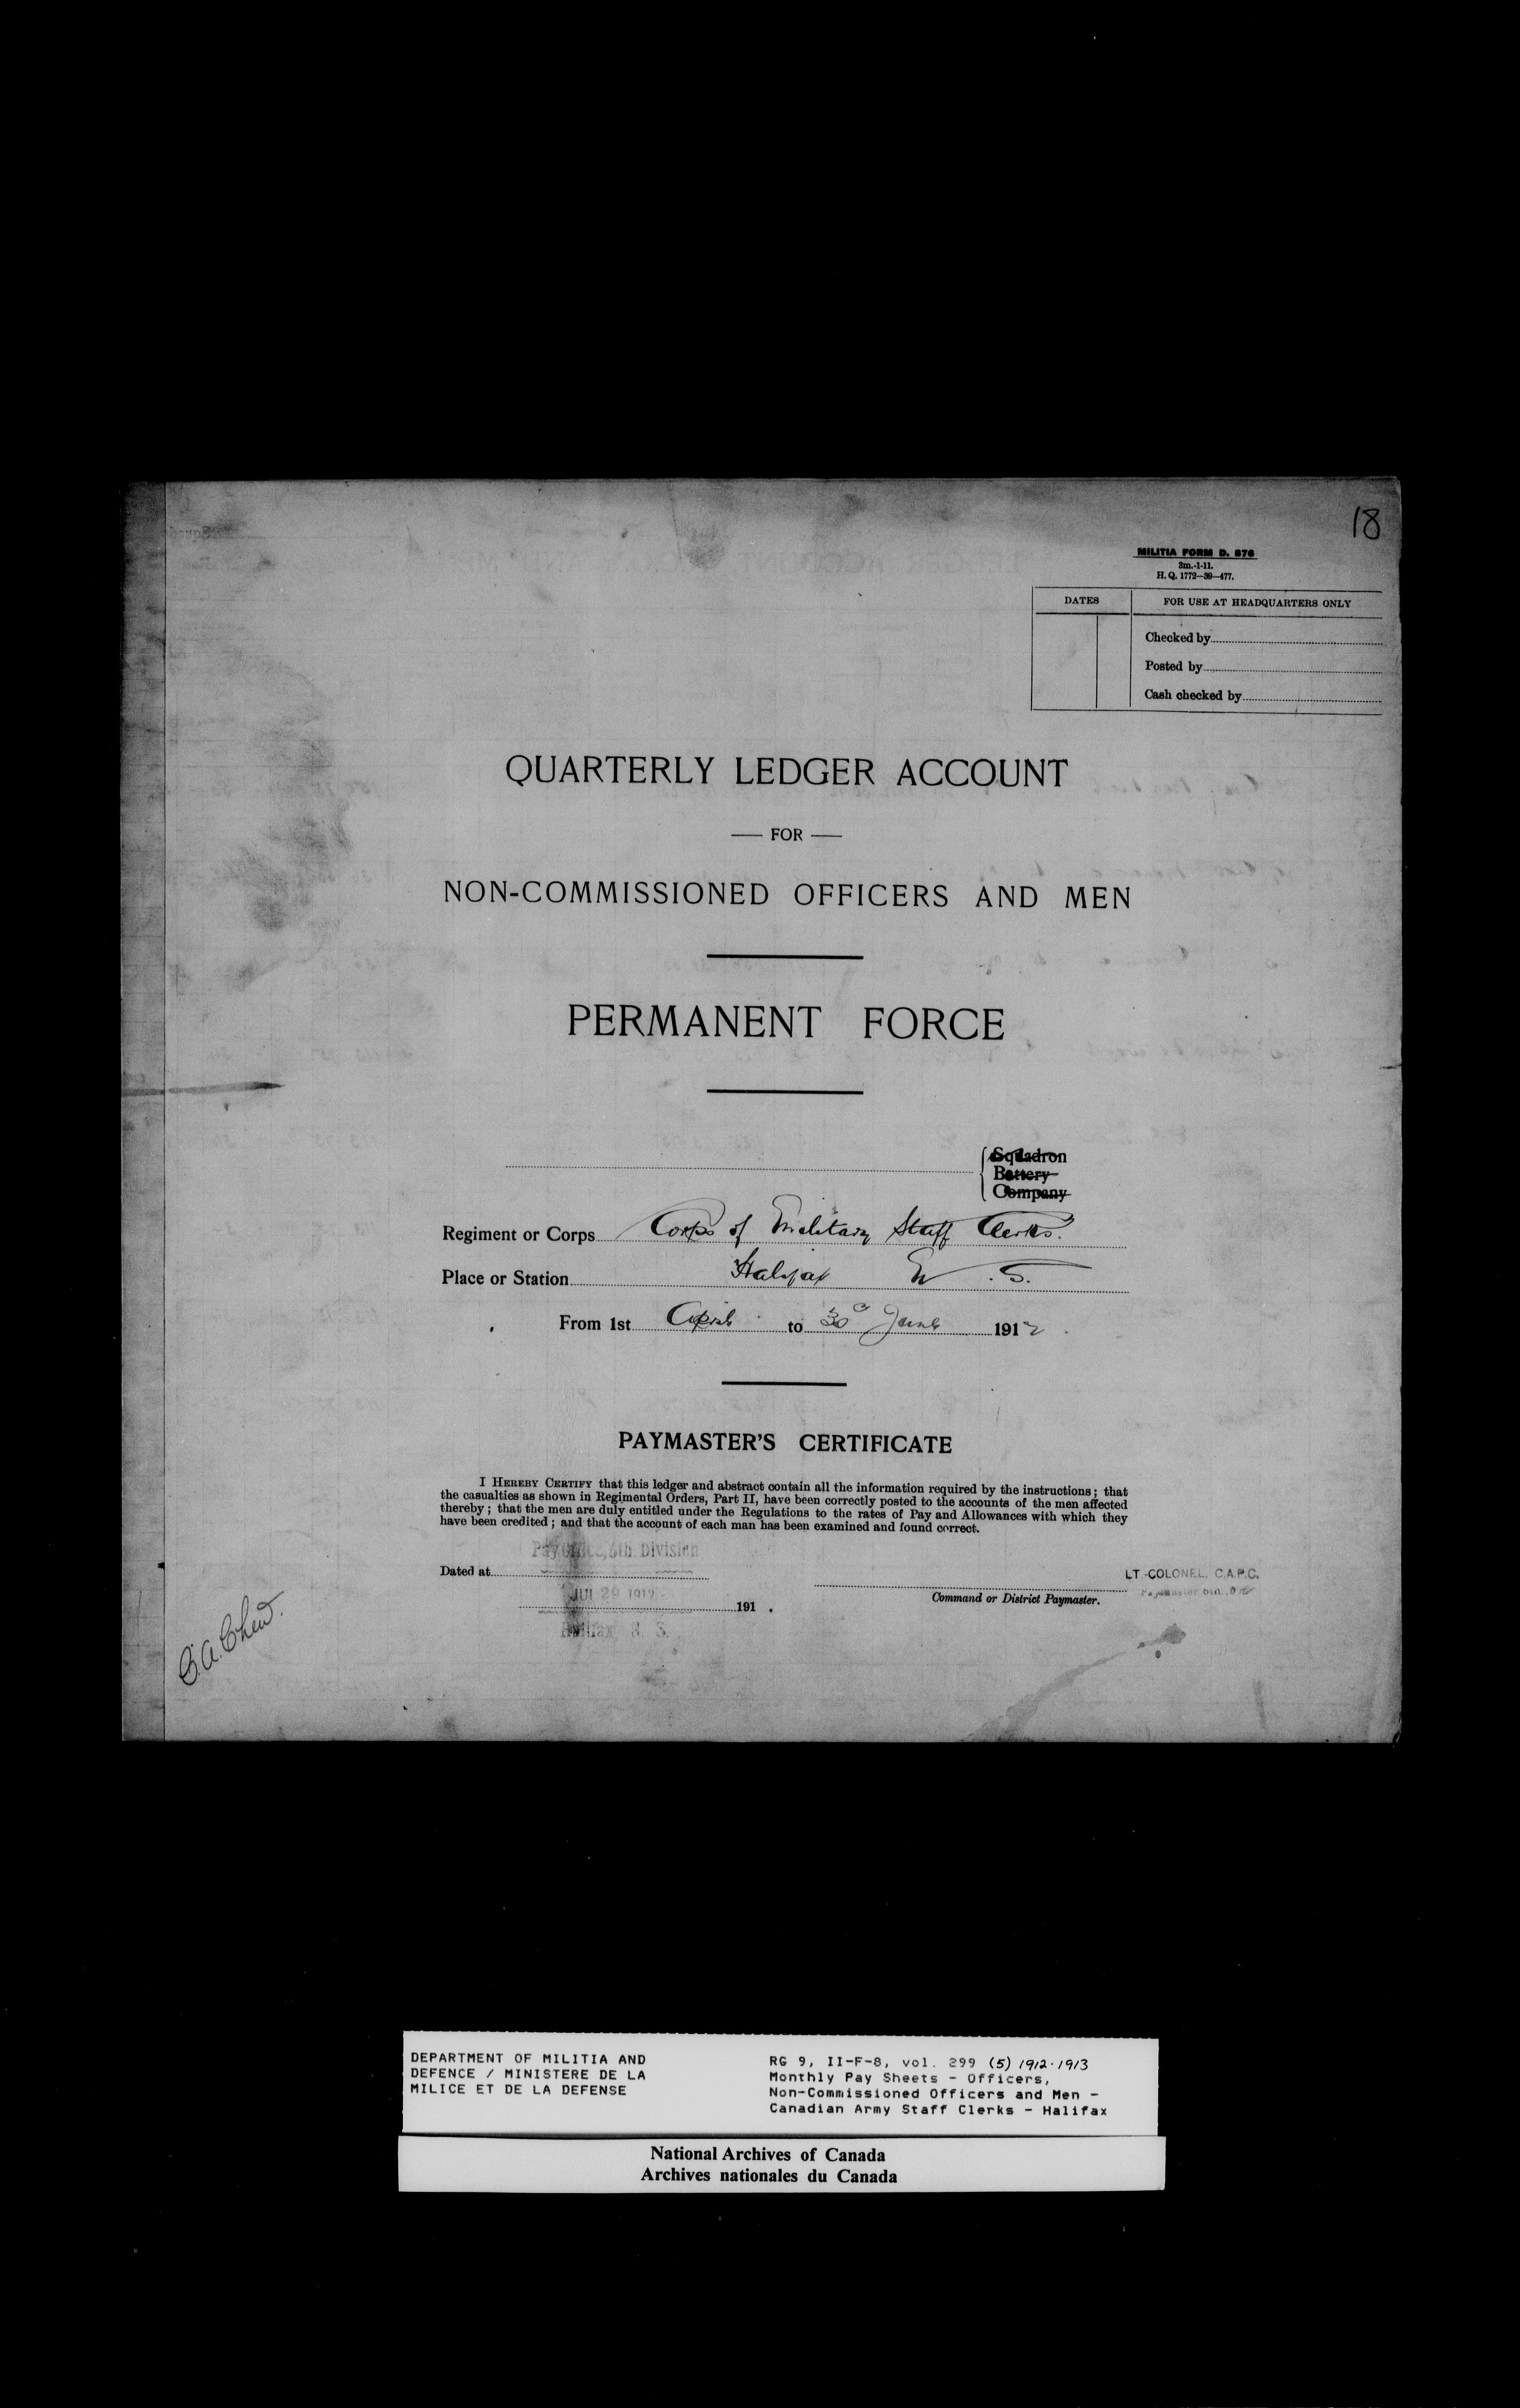 18
MILITIA FORM D. 876
3m.-1-11.
H. Q. 1772-39-477.
DATES
FOR USE AT HEADQUARTERS ONLY
Checked by
Posted by
Cash checked by
QUARTERLY LEDGER ACCOUNT
— FOR —
NON-COMMISSIONED OFFICERS AND MEN
PERMANENT FORCE
Squadron
Battery
Company
Regiment or Corps Corps of Military Staff Clerks.
Place or Station Halifax N. S.
From 1st April to 30 June 1912
PAYMASTER'S CERTIFICATE
I HEREBY CERTIFY that this ledger and abstract contain all the information required by the instructions; that
the casualties as shown in Regimental Orders, Part II, have been correctly posted to the accounts of the men affected
thereby; that the men are duly entitled under the Regulations to the rates of Pay and Allowances with which they
have been credited; and that the account of each man has been examined and found correct.
Pay Office, 6th. Division
Dated at
JUL 29 1912
191 .
Halifax N. S.
LT-COLONEL, C.A.P.C.
Command or District Paymaster.
DEPARTMENT OF MILITIA AND
DEFENCE / MINISTERE DE LA
MILICE ET DE LA DEFENSE
RG 9, II-F-8, vol. 299 (5) 1912-1913
Monthly Pay Sheets - Officers,
Non-Commissioned Officers and Men -
Canadian Army Staff Clerks - Halifax
National Archives of Canada
Archives nationales du Canada